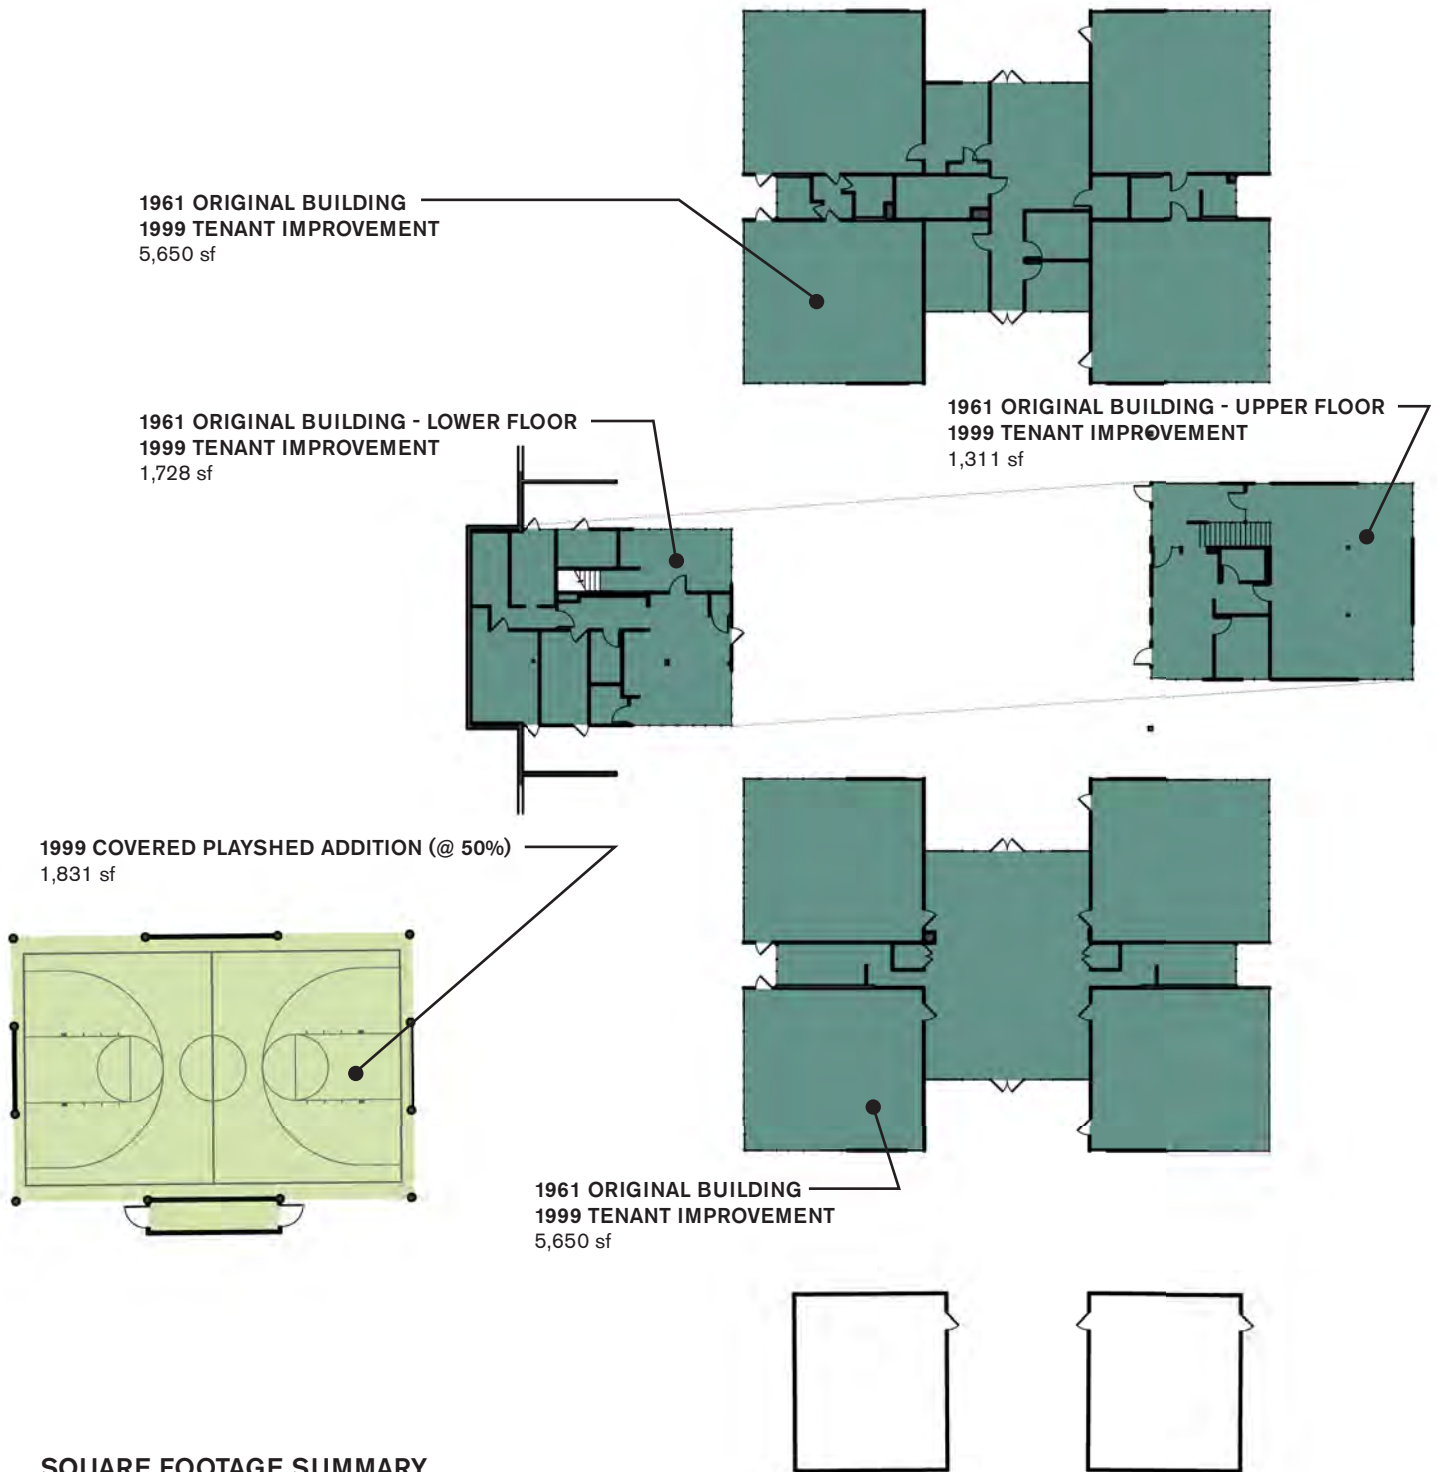 1961 ORIGINAL BUILDING
1999 TENANT IMPROVEMENT
5,650 sf
1961 ORIGINAL BUILDING - LOWER FLOOR
1999 TENANT IMPROVEMENT
1,728 sf
1961 ORIGINAL BUILDING - UPPER FLOOR
1999 TENANT IMPROVEMENT
1,311 sf
1999 COVERED PLAYSHED ADDITION (@ 50%)
1,831 sf
1961 ORIGINAL BUILDING
1999 TENANT IMPROVEMENT
5,650 sf
SQUARE FOOTAGE SUMMARY